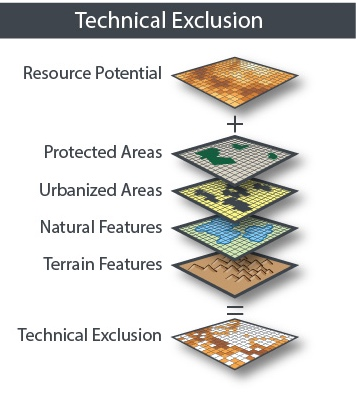 Technical Exclusion
Resource Potential
+
Protected Areas
Urbanized Areas
Natural Features
Terrain Features
=
Technical Exclusion